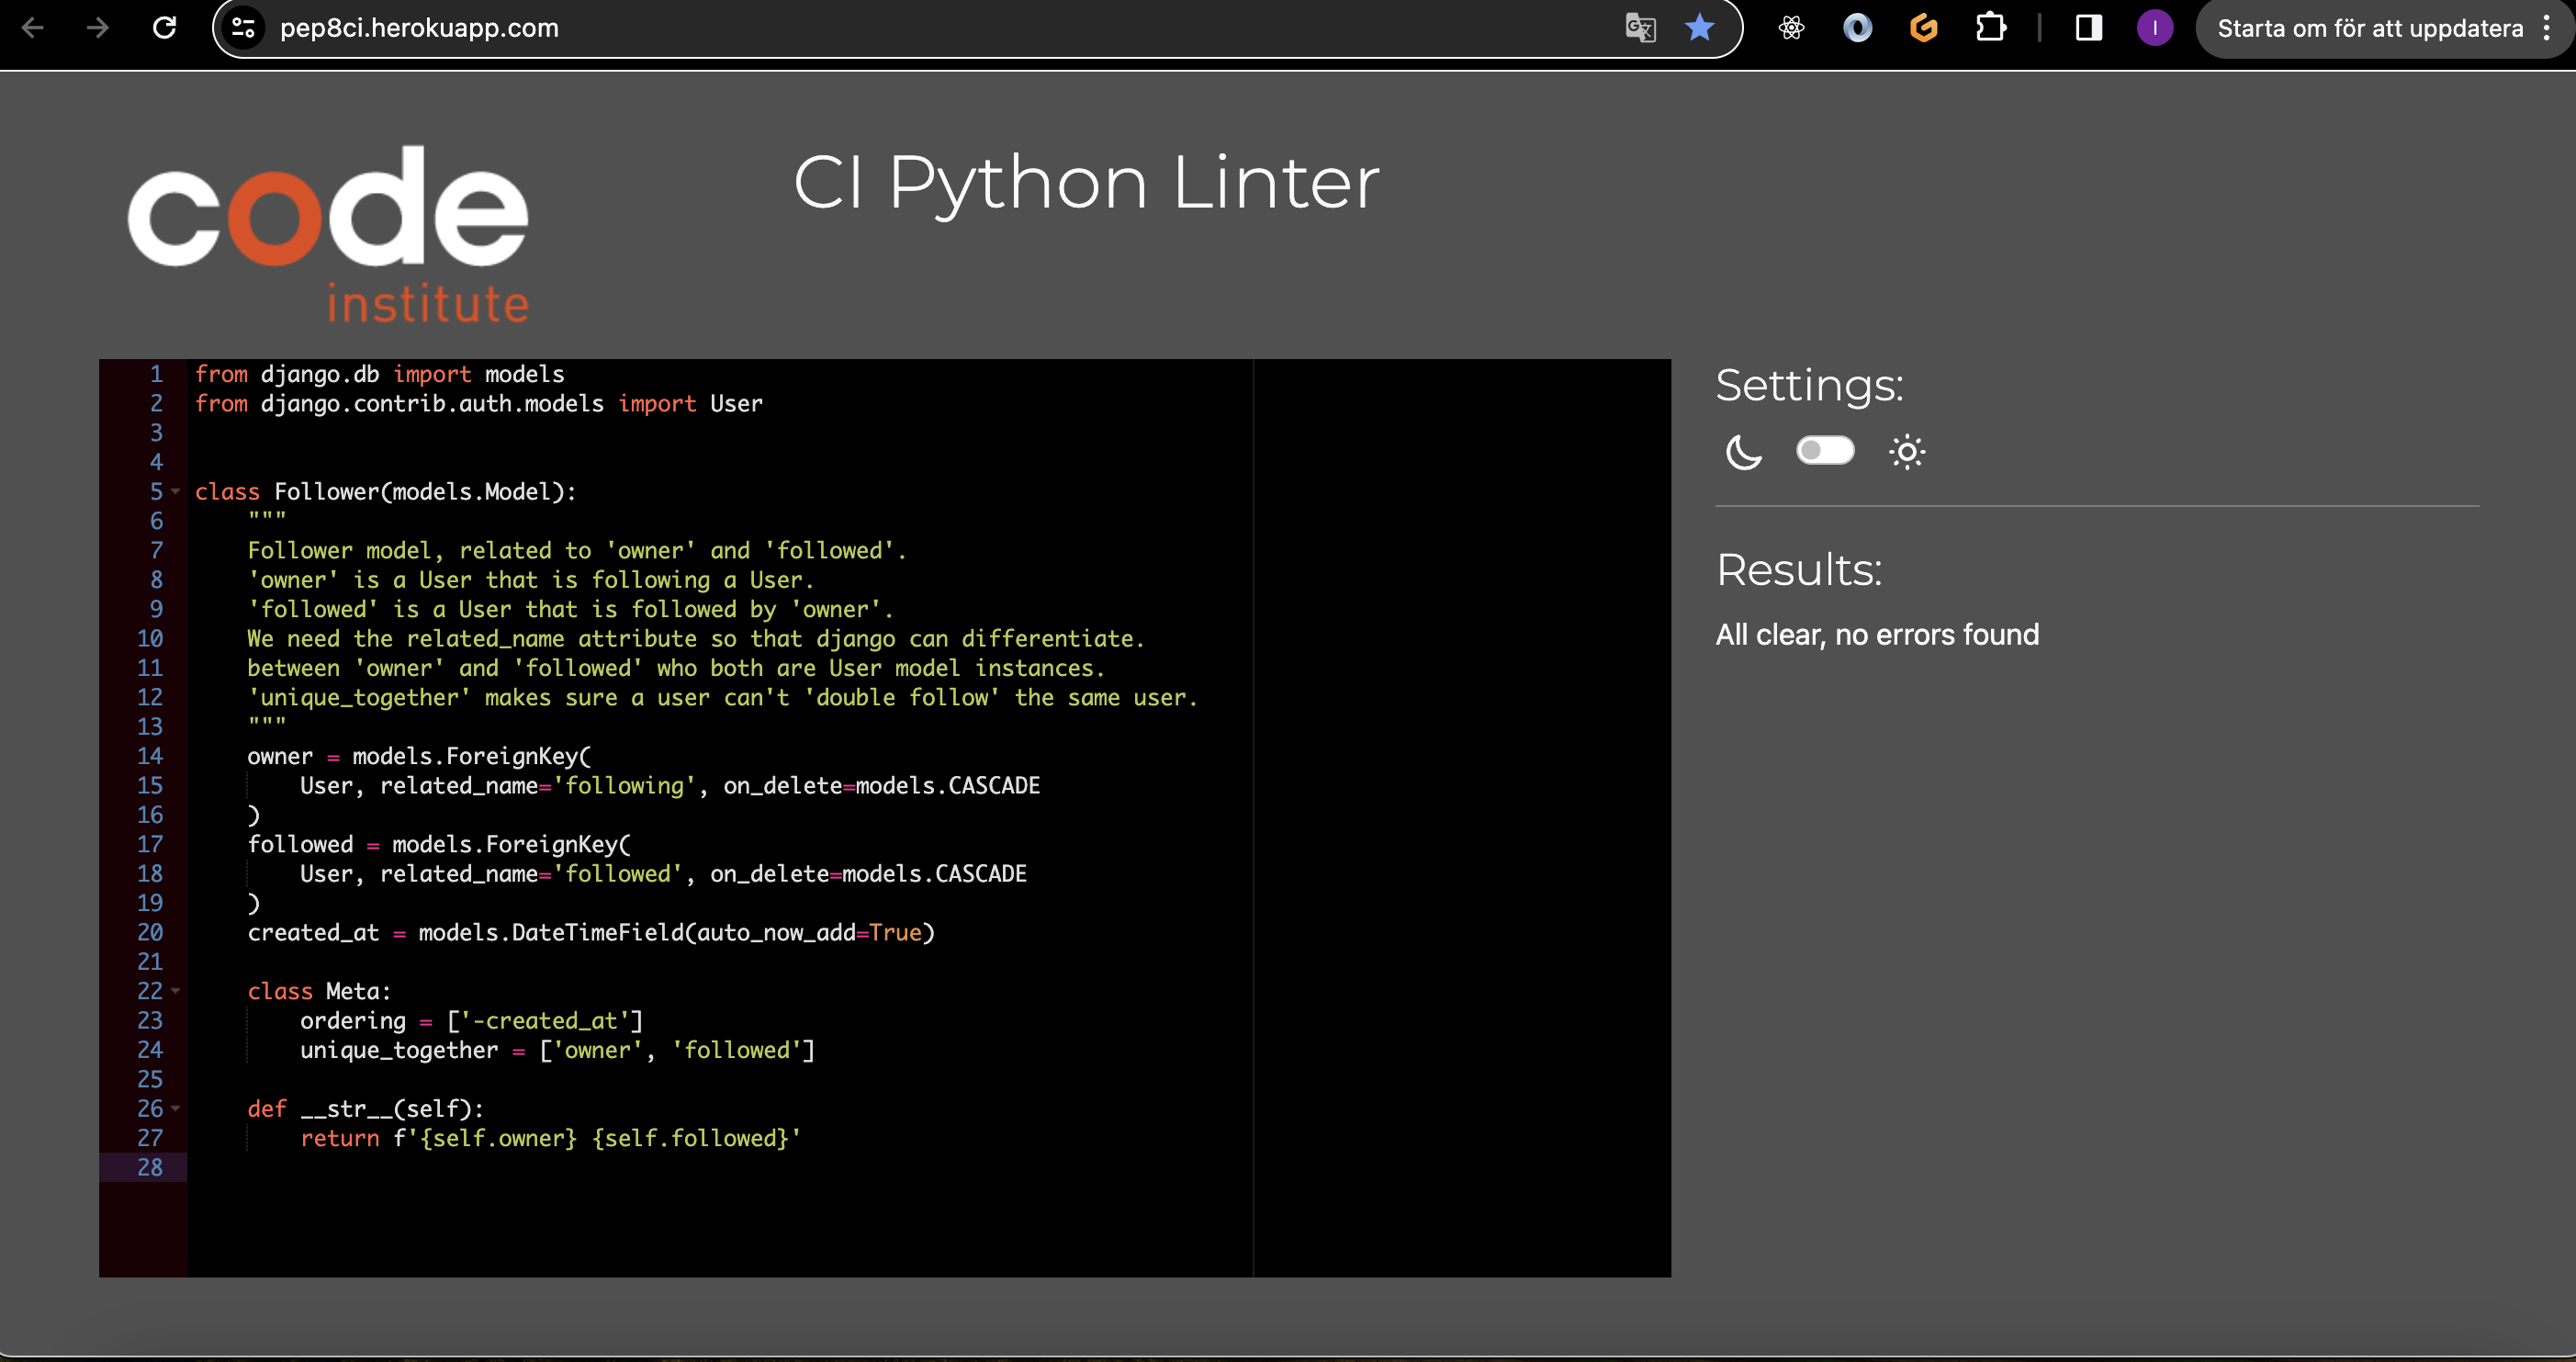 pep8ci.herokuapp.com
I
Starta om för att uppdatera
code
institute
CI Python Linter
1 from django.db import models
2 from django.contrib.auth.models import User
3
4
5 class Follower(models.Model):
6     """
7     Follower model, related to 'owner' and 'followed'.
8     'owner' is a User that is following a User.
9     'followed' is a User that is followed by 'owner'.
10     We need the related_name attribute so that django can differentiate.
11     between 'owner' and 'followed' who both are User model instances.
12     'unique_together' makes sure a user can't 'double follow' the same user.
13     """
14     owner = models.ForeignKey(
15         User, related_name='following', on_delete=models.CASCADE
16     )
17     followed = models.ForeignKey(
18         User, related_name='followed', on_delete=models.CASCADE
19     )
20     created_at = models.DateTimeField(auto_now_add=True)
21
22     class Meta:
23         ordering = ['-created_at']
24         unique_together = ['owner', 'followed']
25
26     def __str__(self):
27         return f'{self.owner} {self.followed}'
28
Settings:
Results:
All clear, no errors found